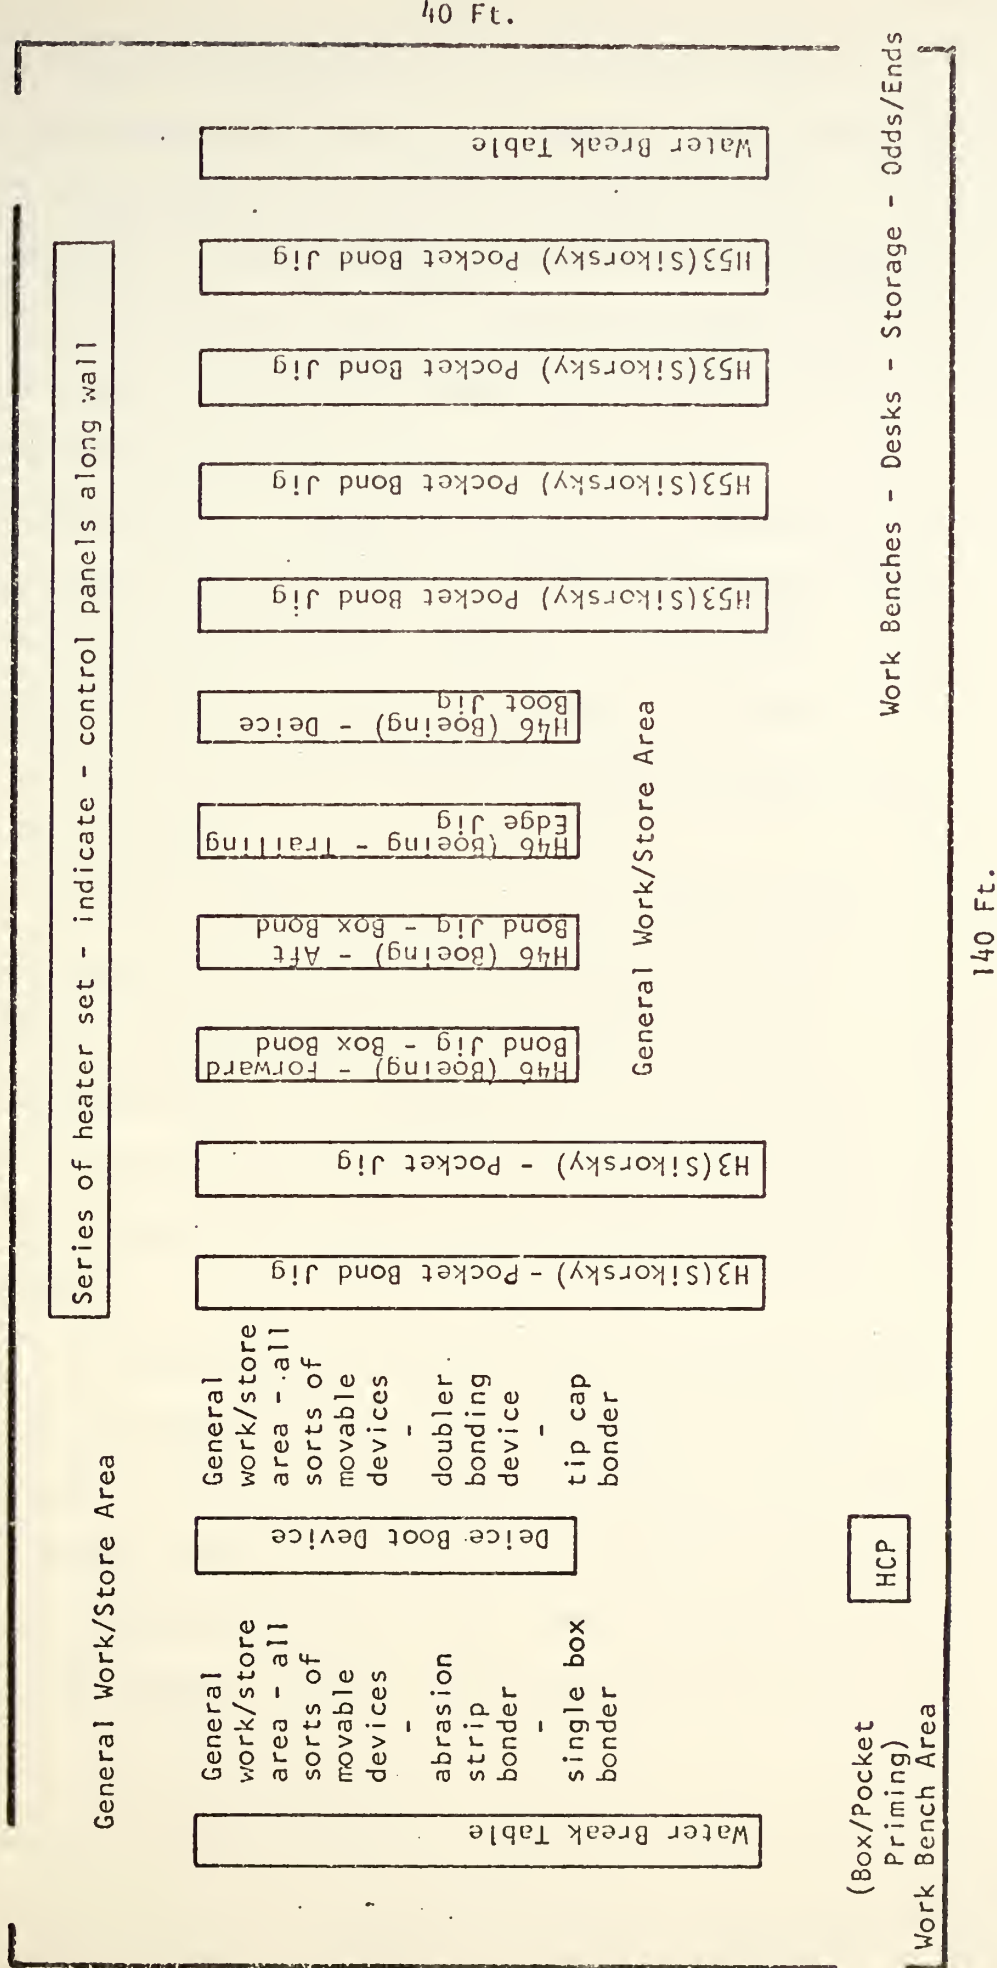 40 Ft.
Series of heater set - indicate - control panels along wall
General Work/Store Area
Water Break Table
H53(Sikorsky) Pocket Bond Jig
H53(Sikorsky) Pocket Bond Jig
H53(Sikorsky) Pocket Bond Jig
H53(Sikorsky) Pocket Bond Jig
H46 (Boeing) - Deice
Boot Jig
H46 (Boeing - Trailing
Edge Jig
H46 (Boeing) - Aft
Bond Jig - Box Bond
H46 (Boeing) - Forward
Bond Jig - Box Bond
H3(Sikorsky) - Pocket Jig
H3(Sikorsky) - Pocket Bond Jig
General
work/store
area - all
sorts of
movable
devices
-
doubler
bonding
device
-
tip cap
bonder
Deice Boot Device
General
work/store
area - all
sorts of
movable
devices
-
abrasion
strip
bonder
-
single box
bonder
Water Break Table
General Work/Store Area
Work Benches - Desks - Storage - Odds/Ends
HCP
(Box/Pocket
Priming)
Work Bench Area
140 Ft.